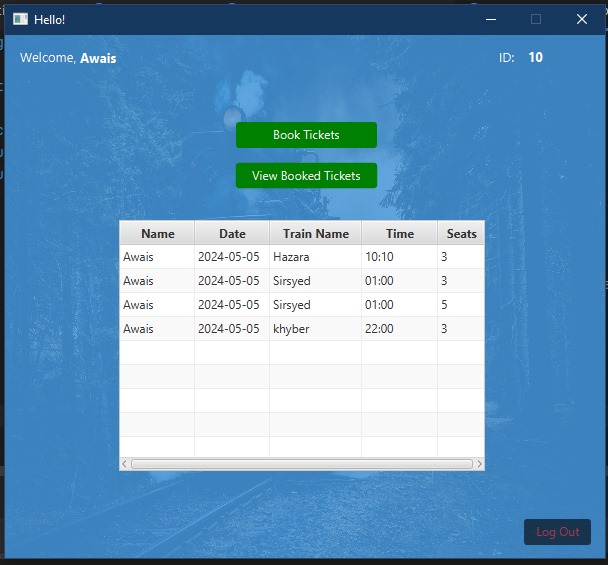 Hello!
Welcome, Awais ID: 10
Book Tickets
View Booked Tickets
Name Date Train Name Time Seats
Awais 2024-05-05 Hazara 10:10 3
Awais 2024-05-05 Sirsyed 01:00 3
Awais 2024-05-05 Sirsyed 01:00 5
Awais 2024-05-05 khyber 22:00 3
Log Out